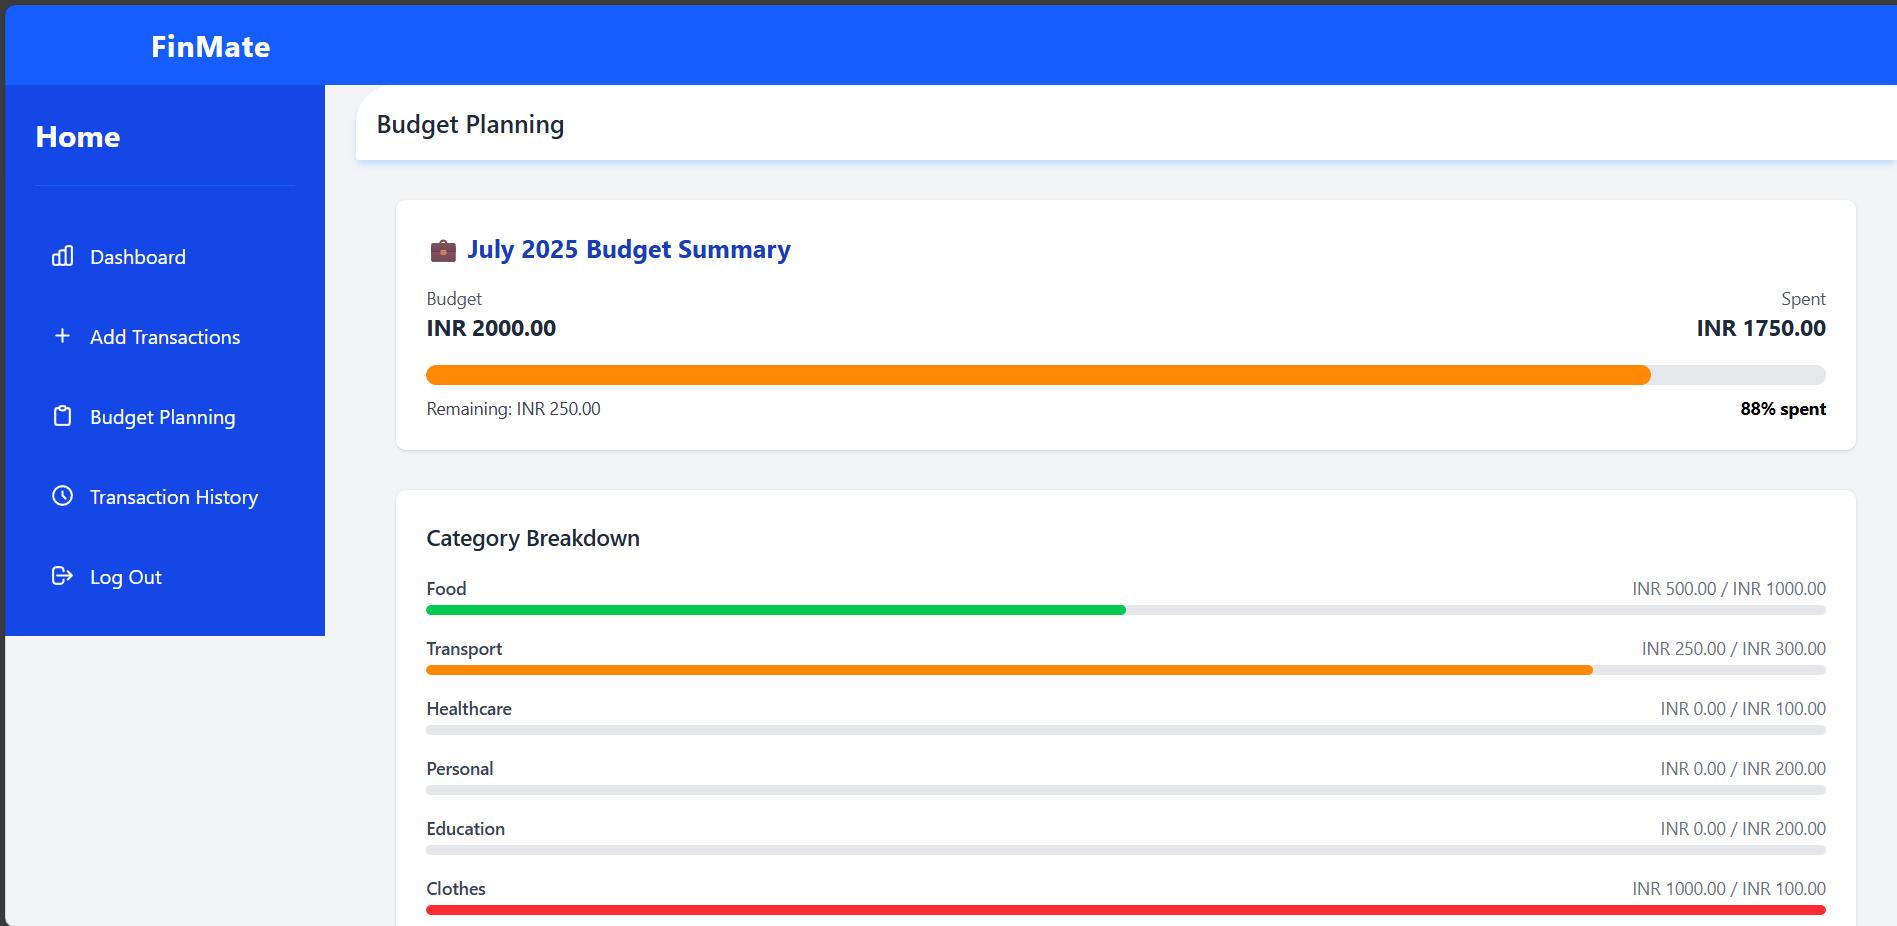 FinMate
Home
Dashboard
Add Transactions
Budget Planning
Transaction History
Log Out
Budget Planning
July 2025 Budget Summary
Budget
Spent
INR 2000.00
INR 1750.00
Remaining: INR 250.00
88% spent
Category Breakdown
Food
INR 500.00 / INR 1000.00
Transport
INR 250.00 / INR 300.00
Healthcare
INR 0.00 / INR 100.00
Personal
INR 0.00 / INR 200.00
Education
INR 0.00 / INR 200.00
Clothes
INR 1000.00 / INR 100.00